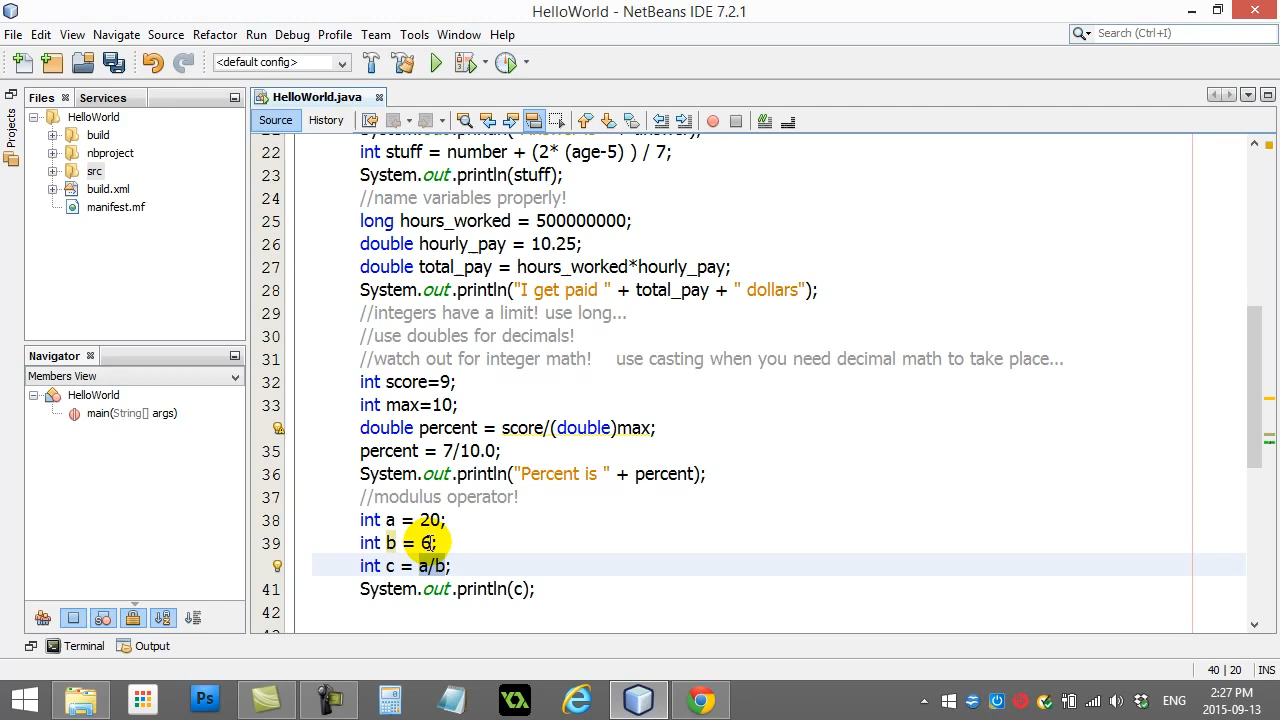 HelloWorld - NetBeans IDE 7.2.1
File Edit View Navigate Source Refactor Run Debug Profile Team Tools Window Help
Search (Ctrl+I)
<default config>
Projects
Files Services
HelloWorld
build
nbproject
src
build.xml
manifest.mf
Navigator
Members View
HelloWorld
main(String[] args)
HelloWorld.java
Source History
22 int stuff = number + (2* (age-5) ) / 7;
23 System.out.println(stuff);
24 //name variables properly!
25 long hours_worked = 500000000;
26 double hourly_pay = 10.25;
27 double total_pay = hours_worked*hourly_pay;
28 System.out.println("I get paid " + total_pay + " dollars");
29 //integers have a limit! use long...
30 //use doubles for decimals!
31 //watch out for integer math! use casting when you need decimal math to take place...
32 int score=9;
33 int max=10;
double percent = score/(double)max;
35 percent = 7/10.0;
36 System.out.println("Percent is " + percent);
37 //modulus operator!
38 int a = 20;
39 int b = 6;
int c = a/b;
41 System.out.println(c);
42
Terminal Output
40 | 20 INS
Ps
ENG
2:27 PM
2015-09-13